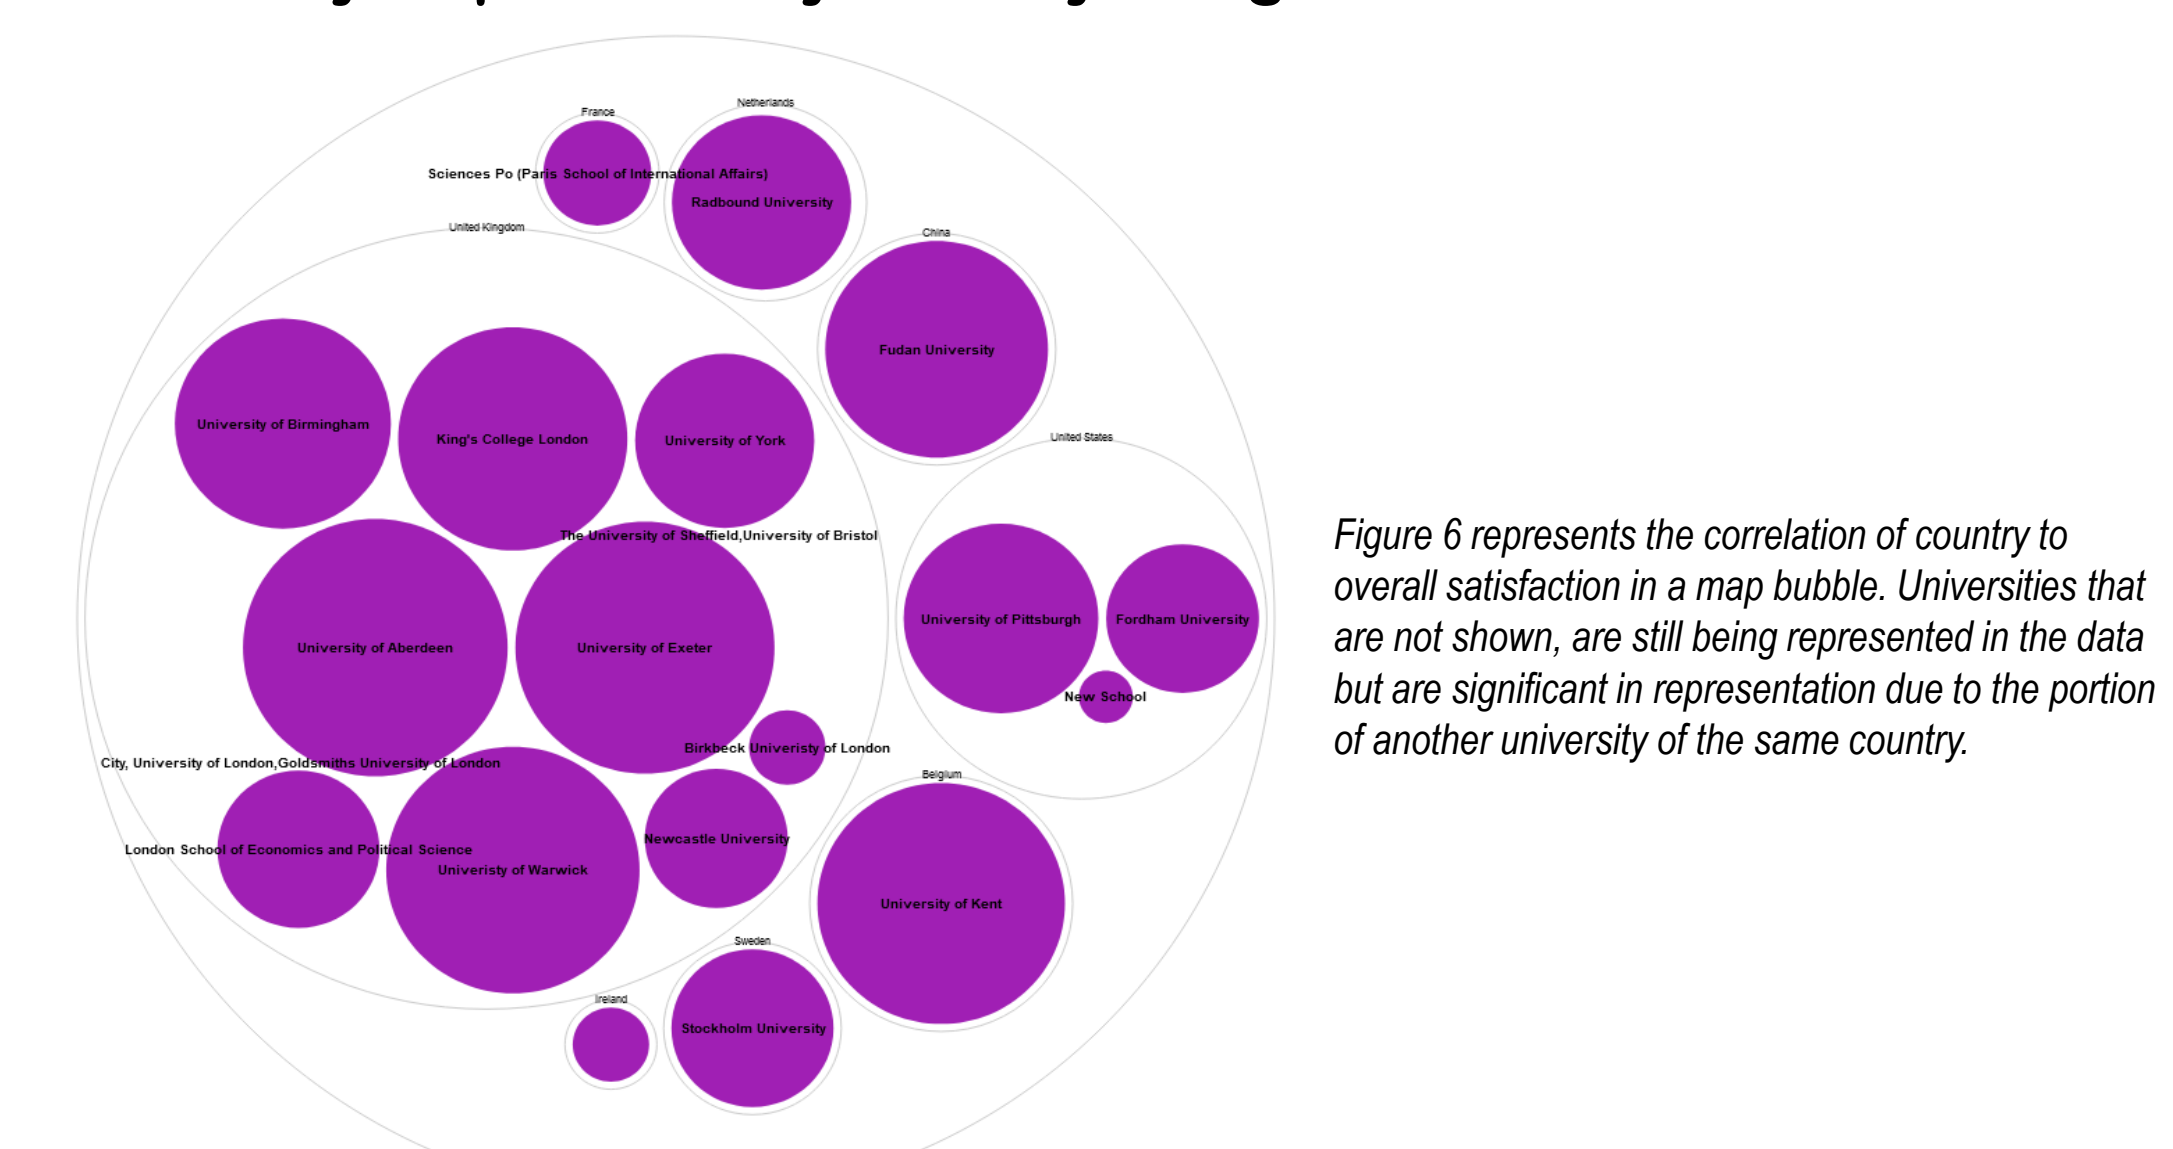 France
Netherlands
Sciences Po (Paris School of International Affairs)
Radbound University
United Kingdom
China
Fudan University
University of Birmingham
King's College London
University of York
United States
The University of Sheffield,University of Bristol
University of Aberdeen
University of Exeter
University of Pittsburgh
Fordham University
New School
Birkbeck Univeristy of London
City, University of London,Goldsmiths University of London
Belgium
London School of Economics and Political Science
Univeristy of Warwick
Newcastle University
University of Kent
Sweden
Ireland
Stockholm University
Figure 6 represents the correlation of country to
overall satisfaction in a map bubble. Universities that
are not shown, are still being represented in the data
but are significant in representation due to the portion
of another university of the same country.